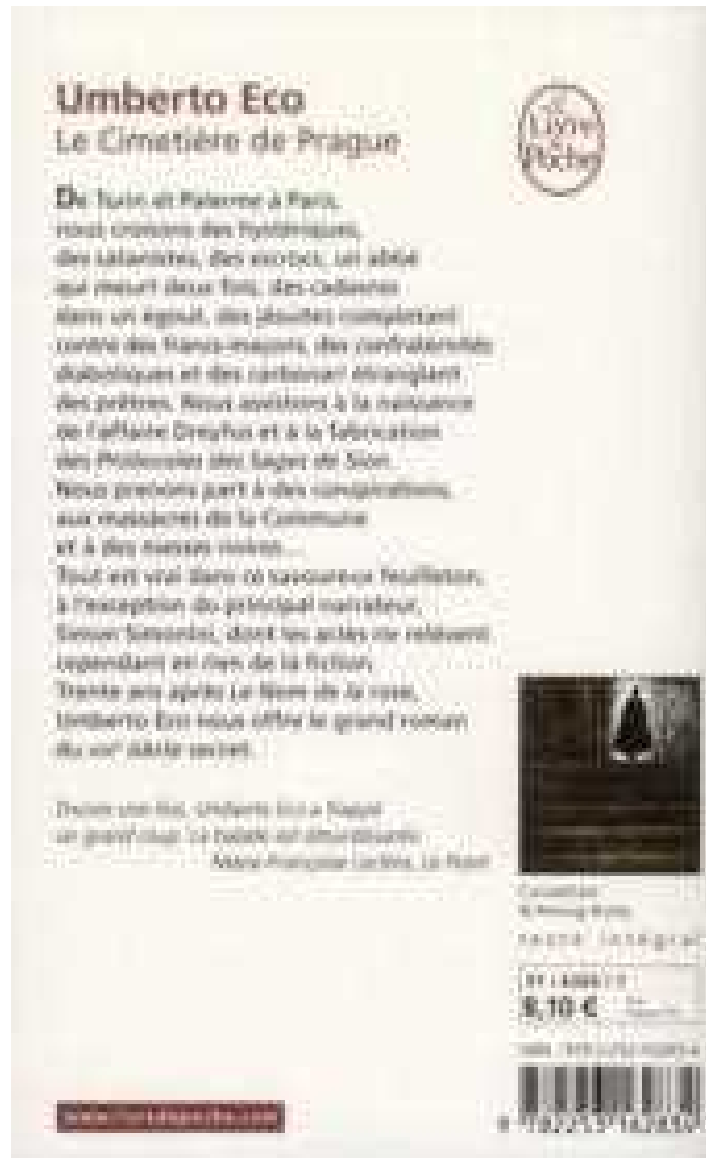 Umberto Eco
Le Cimetière de Prague
Le Livre de Poche
De Turin et Palerme à Paris,
nous croisons des hystériques,
des satanistes, des escrocs, un abbé
qui meurt deux fois, des cadavres
dans un égout, des jésuites complotant
contre des francs-maçons, des confraternités
diaboliques et des carbonari étranglant
des prêtres. Nous assistons à la naissance
de l'affaire Dreyfus et à la fabrication
des Protocoles des Sages de Sion.
Nous prenons part à des conspirations,
aux massacres de la Commune
et à des messes noires...
Tout est vrai dans ce savoureux feuilleton,
à l'exception du principal narrateur,
Simon Simonini, dont les actes ne relèvent
cependant en rien de la fiction.
Trente ans après Le Nom de la rose,
Umberto Eco nous offre le grand roman
du XIXe siècle secret.
Encore une fois, Umberto Eco a frappé
un grand coup. La balade est
Marie-Françoise Leclère, Le Point
Couverture
texte intégral
9,10 €
www.livredepoche.com